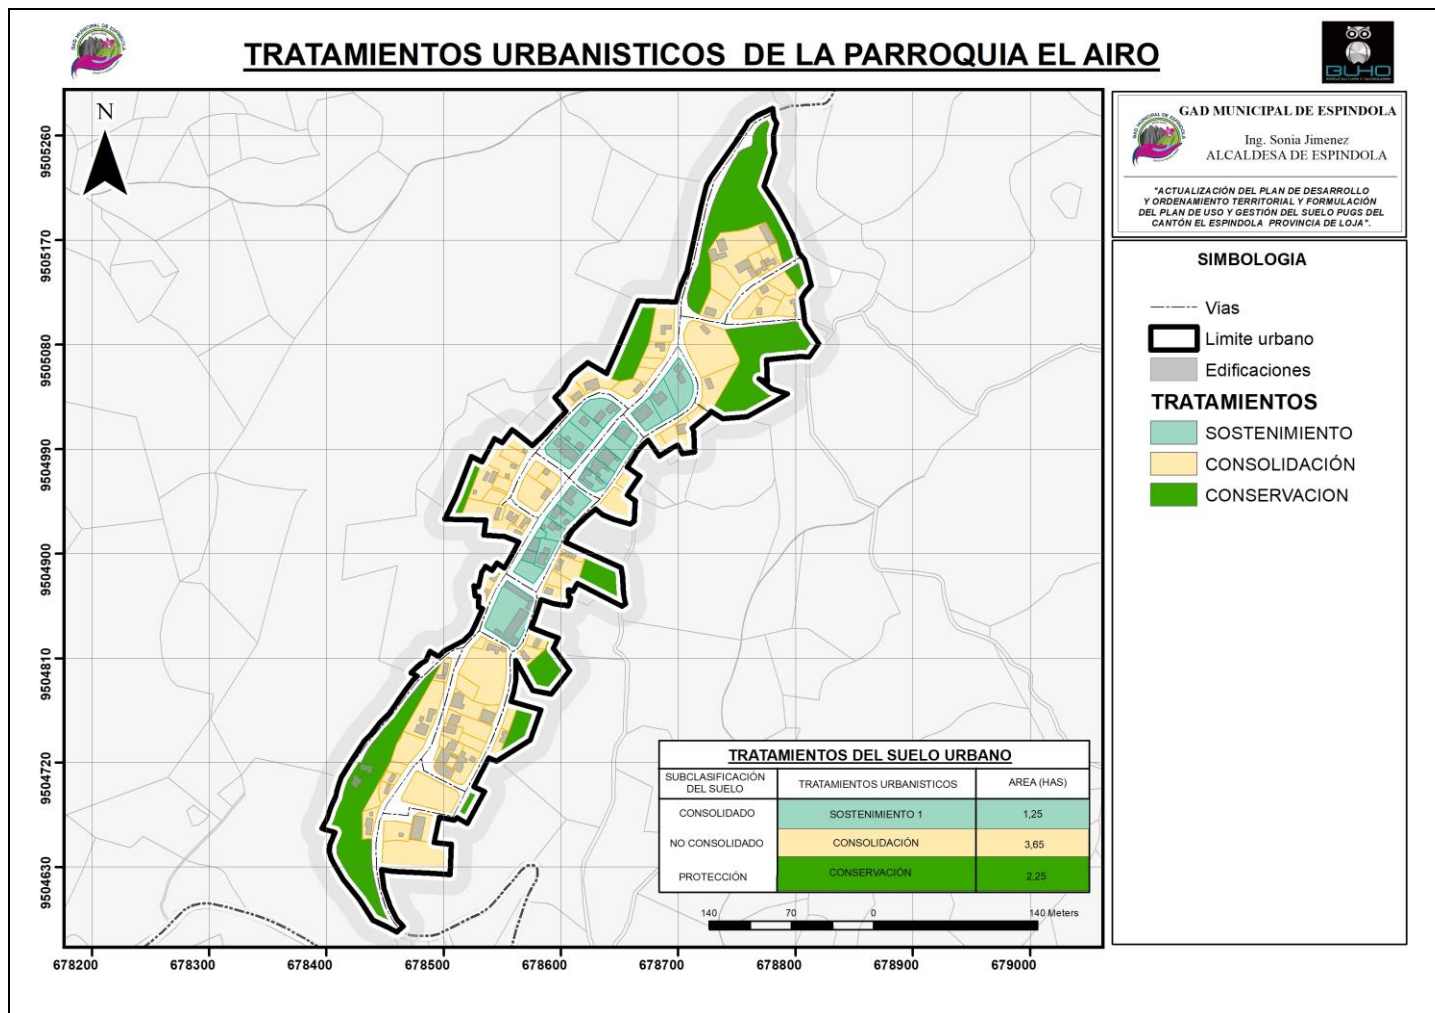 TRATAMIENTOS URBANISTICOS DE LA PARROQUIA EL AIRO
BUHO
GAD MUNICIPAL DE ESPINDOLA
Ing. Sonia Jimenez
ALCALDESA DE ESPINDOLA
"ACTUALIZACIÓN DEL PLAN DE DESARROLLO
Y ORDENAMIENTO TERRITORIAL Y FORMULACIÓN
DEL PLAN DE USO Y GESTIÓN DEL SUELO PUGS DEL
CANTÓN EL ESPINDOLA PROVINCIA DE LOJA".
SIMBOLOGIA
Vias
Limite urbano
Edificaciones
TRATAMIENTOS
SOSTENIMIENTO
CONSOLIDACIÓN
CONSERVACION
N
9505260
9505170
9505080
9504990
9504900
9504810
9504720
9504630
TRATAMIENTOS DEL SUELO URBANO
SUBCLASIFICACIÓN
DEL SUELO
TRATAMIENTOS URBANISTICOS
AREA (HAS)
CONSOLIDADO
SOSTENIMIENTO 1
1,25
NO CONSOLIDADO
CONSOLIDACIÓN
3,65
PROTECCIÓN
CONSERVACIÓN
2,25
140 70 0 140 Meters
678200 678300 678400 678500 678600 678700 678800 678900 679000